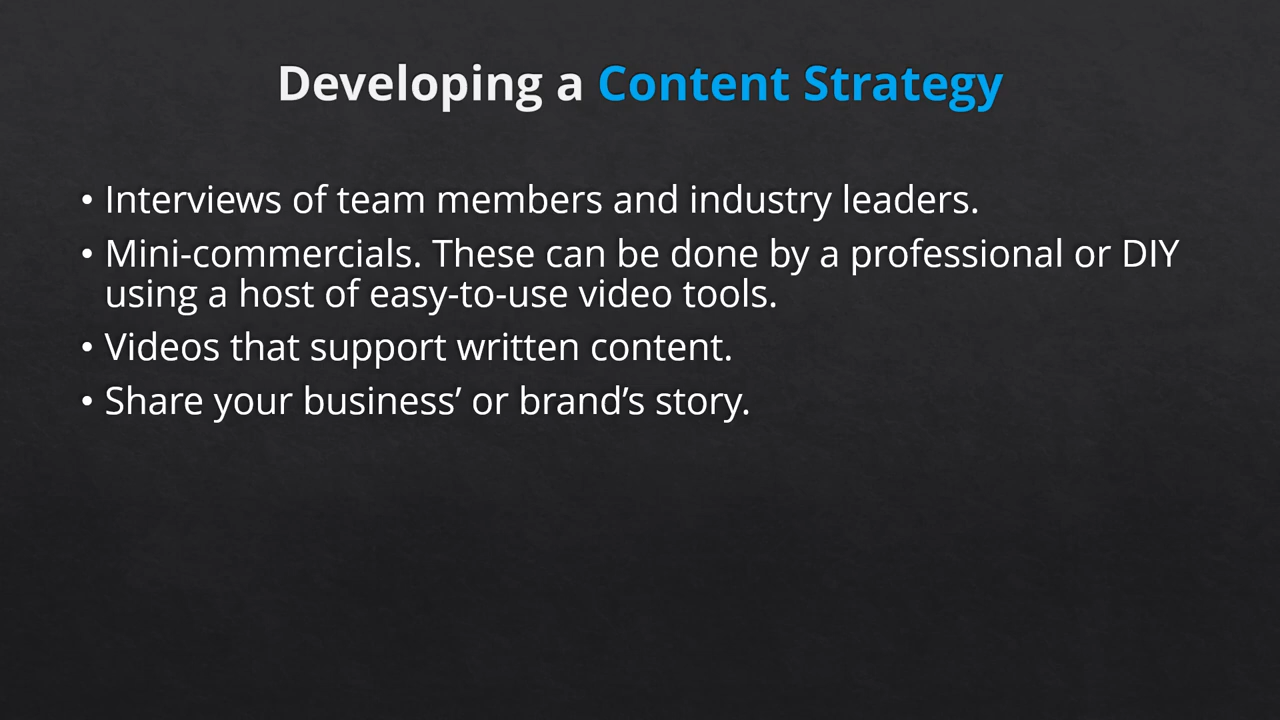 Developing a Content Strategy
• Interviews of team members and industry leaders.
• Mini-commercials. These can be done by a professional or DIY
using a host of easy-to-use video tools.
• Videos that support written content.
• Share your business’ or brand’s story.